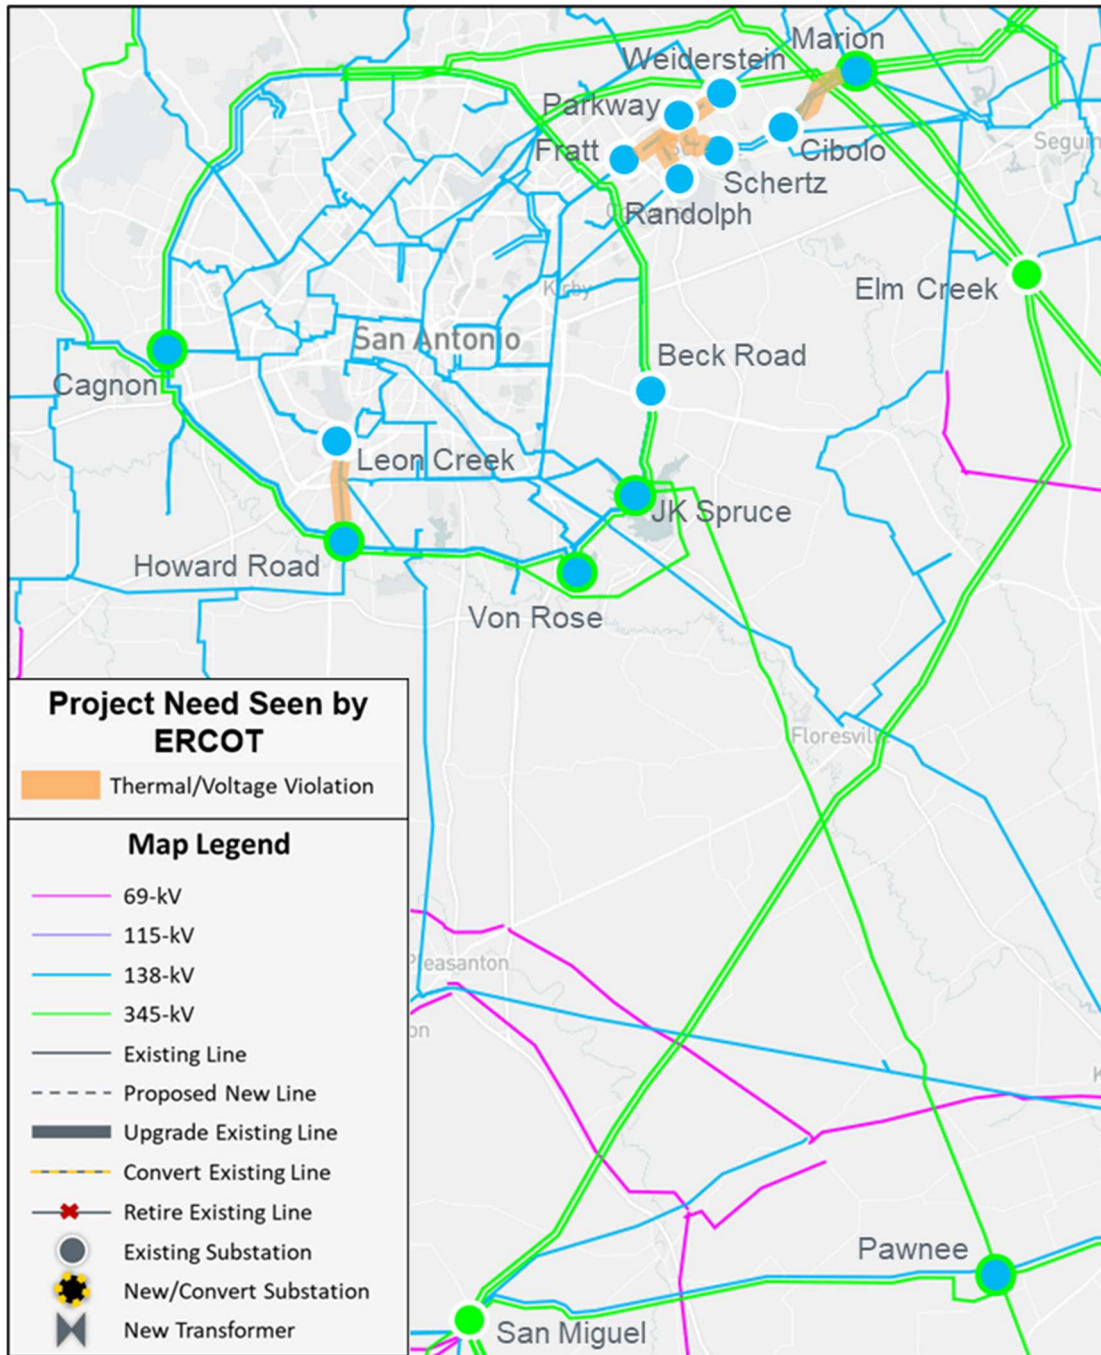 Marion
Weiderstein
Parkway
Fratt
Cibolo
Seguin
Schertz
Randolph
Elm Creek
Kirby
San Antonio
Beck Road
Cagnon
Leon Creek
JK Spruce
Howard Road
Von Rose
Floresville
Project Need Seen by
ERCOT
Thermal/Voltage Violation
Map Legend
69-kV
115-kV
138-kV
345-kV
Existing Line
Proposed New Line
Upgrade Existing Line
Convert Existing Line
Retire Existing Line
Existing Substation
New/Convert Substation
New Transformer
Pleasanton
on
K
Pawnee
San Miguel